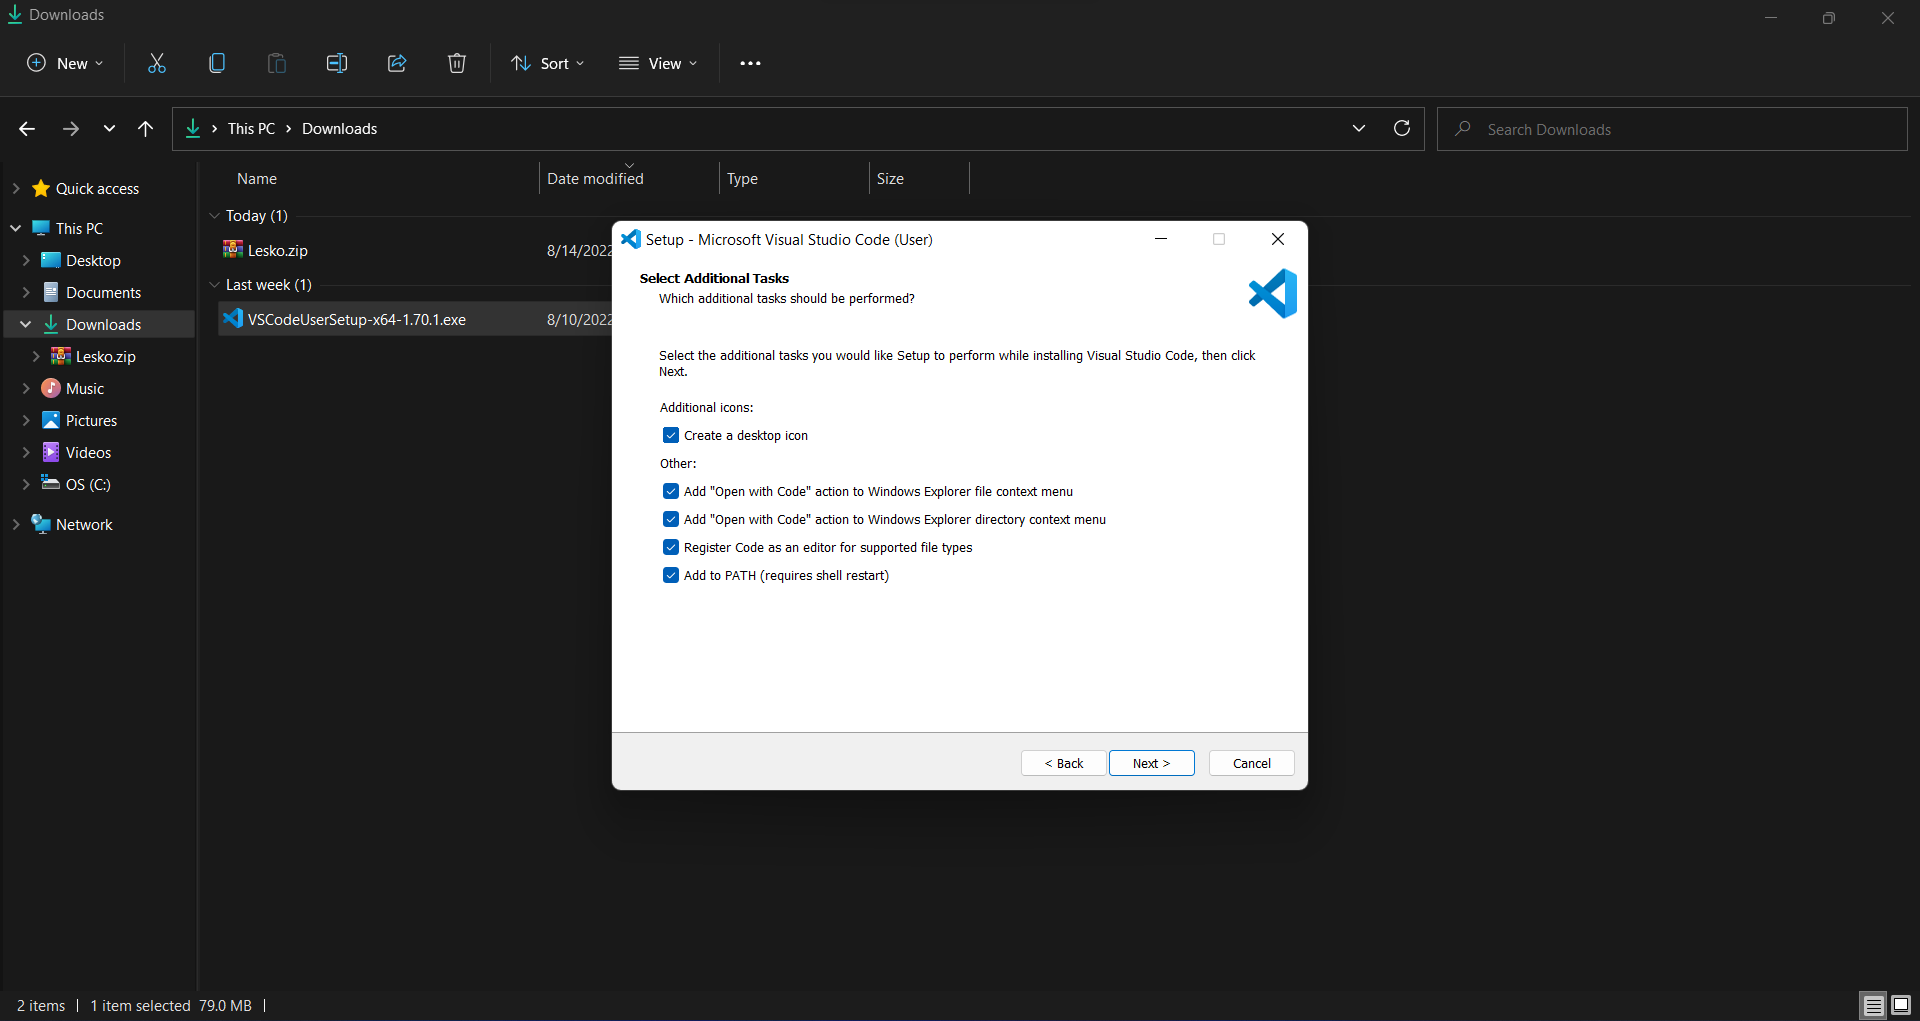 Downloads
New
Sort
View
This PC
Downloads
Search Downloads
Name
Date modified
Type
Size
Quick access
This PC
Desktop
Documents
Downloads
Lesko.zip
Music
Pictures
Videos
OS (C:)
Network
Today (1)
Lesko.zip
8/14/2022
Last week (1)
VSCodeUserSetup-x64-1.70.1.exe
8/10/2022
Setup - Microsoft Visual Studio Code (User)
Select Additional Tasks
Which additional tasks should be performed?
Select the additional tasks you would like Setup to perform while installing Visual Studio Code, then click
Next.
Additional icons:
Create a desktop icon
Other:
Add "Open with Code" action to Windows Explorer file context menu
Add "Open with Code" action to Windows Explorer directory context menu
Register Code as an editor for supported file types
Add to PATH (requires shell restart)
< Back
Next >
Cancel
2 items
1 item selected 79.0 MB